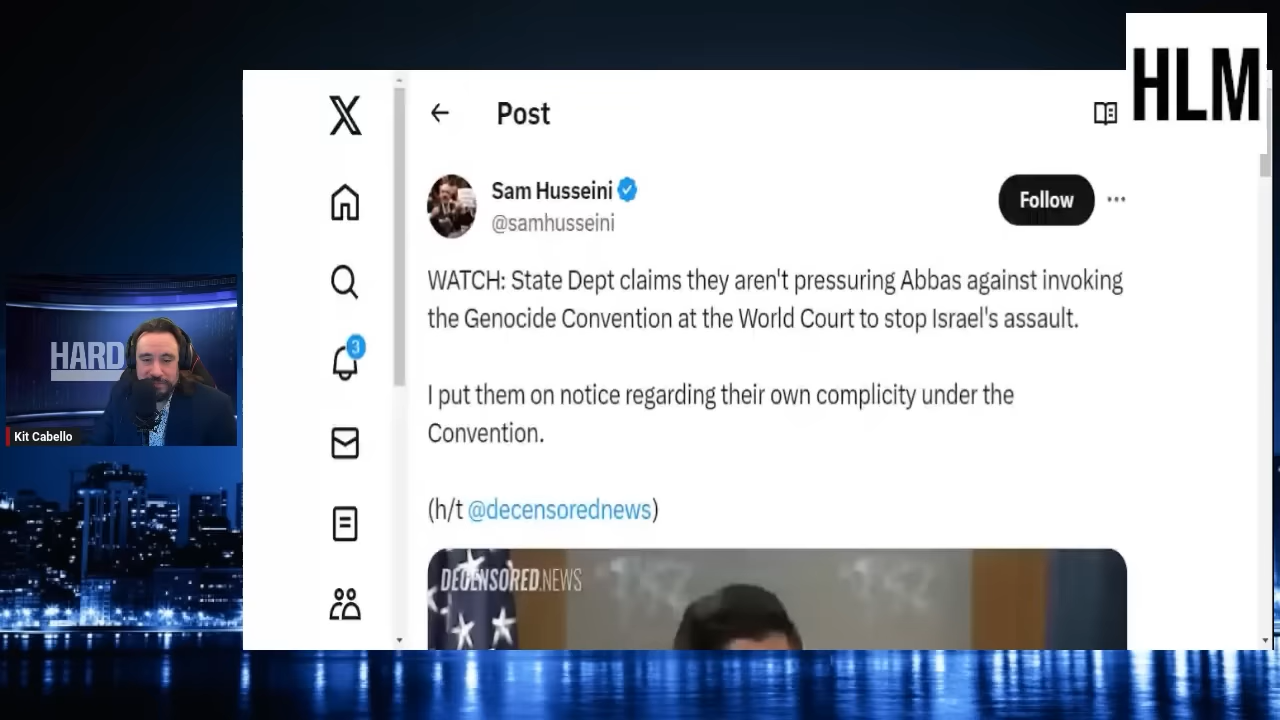 HLM
X
Post
Sam Husseini
@samhusseini
Follow
WATCH: State Dept claims they aren't pressuring Abbas against invoking
the Genocide Convention at the World Court to stop Israel's assault.
I put them on notice regarding their own complicity under the
Convention.
(h/t @decensorednews)
DECENSORED.NEWS
3
HARD
Kit Cabello